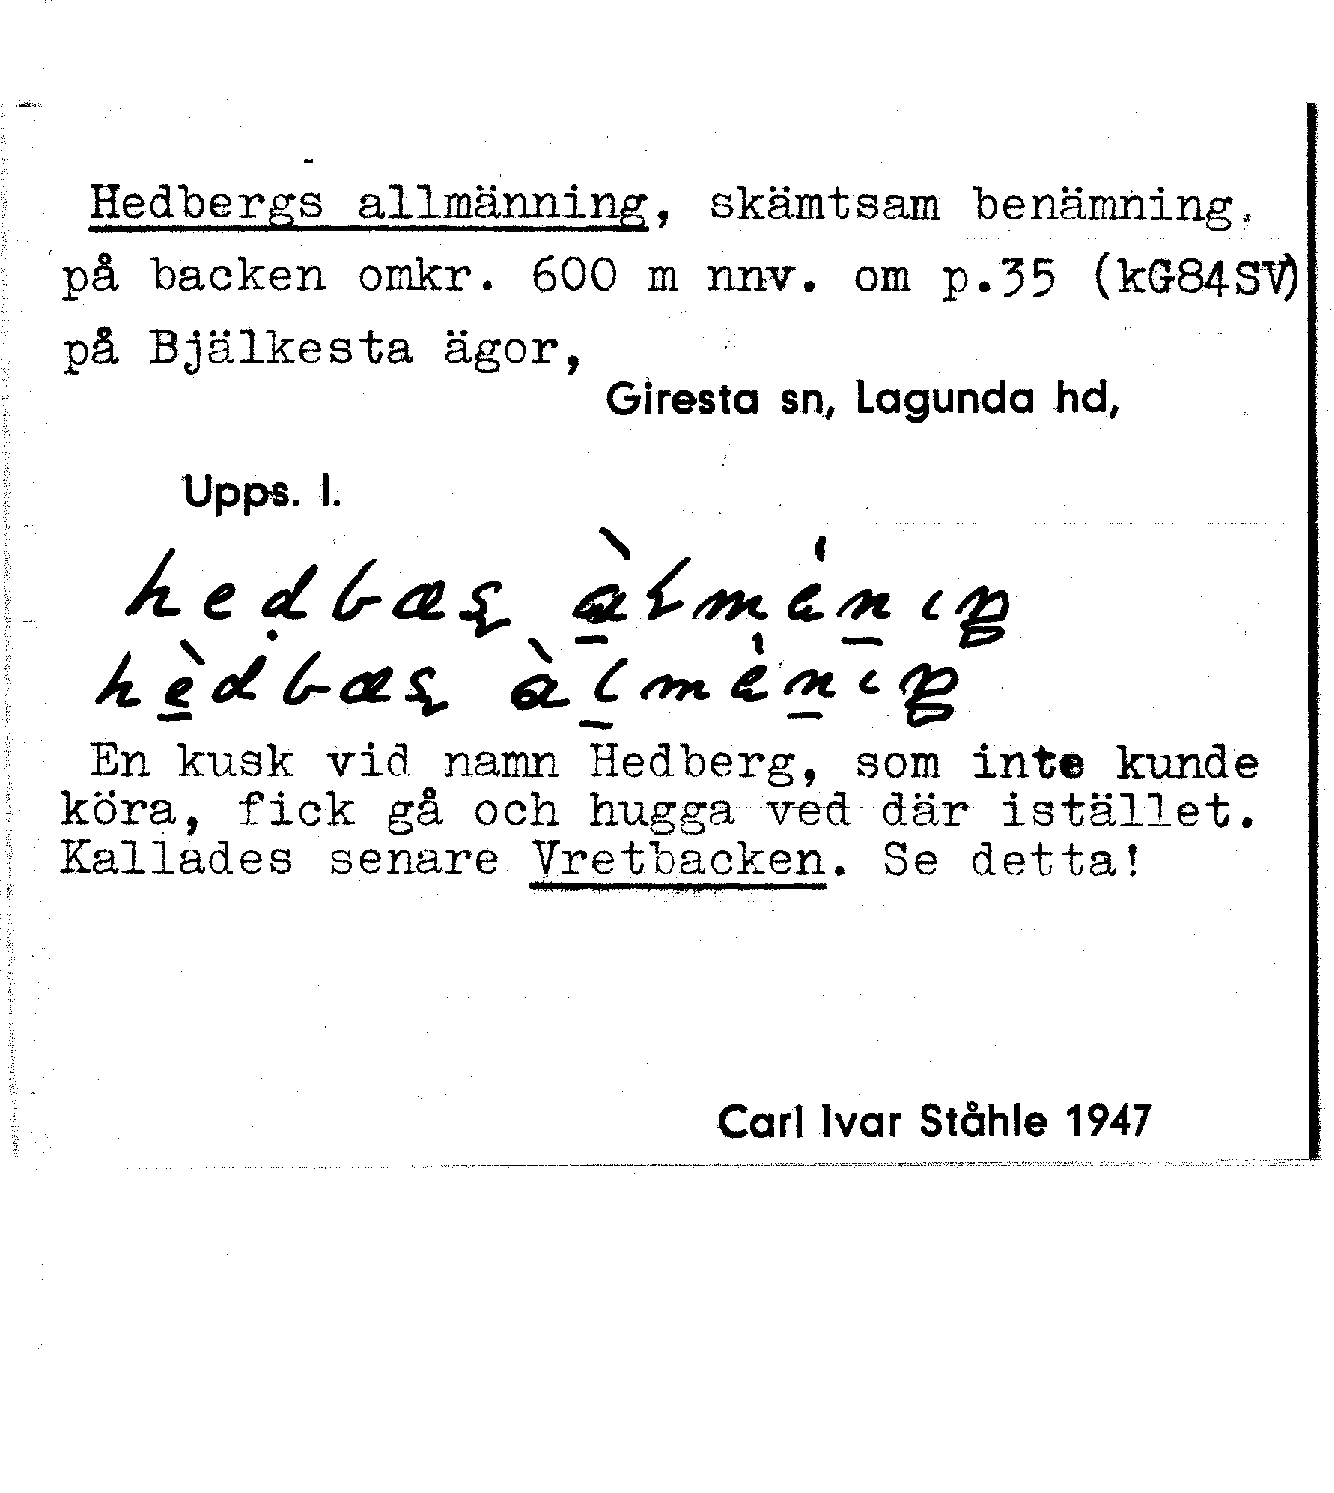 Hedbergs allmänning, skämtsam benämning,
på backen omkr. 600 m nnv. om p.35 (kG84SV)
på Bjälkesta ägor,
Giresta sn, Lagunda hd,
Upps. l.
En kusk vid namn Hedberg, som inte kunde
köra, fick gå och hugga ved där istället.
Kallades senare Vretbacken. Se detta!
Carl Ivar Ståhle 1947